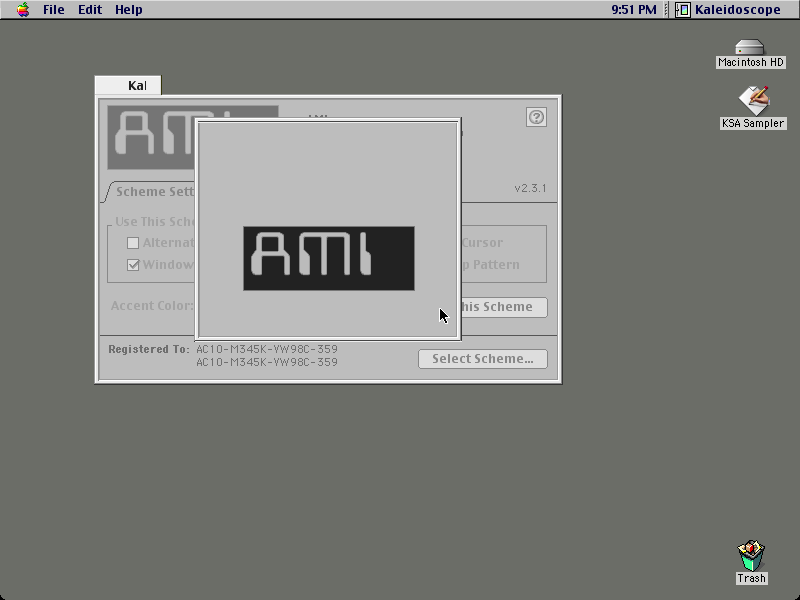 File Edit Help
9:51 PM Kaleidoscope
Macintosh HD
KSA Sampler
Kal
AMI
v2.3.1
Scheme Sett
Use This Sche
Alternat
Cursor
Window
p Pattern
Accent Color:
his Scheme
AMI
Registered To: AC10-M345K-VW98C-359
AC10-M345K-VW98C-359
Select Scheme...
Trash